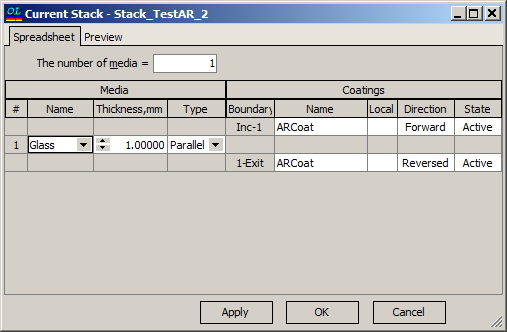 OL Current Stack - Stack_TestAR_2
Spreadsheet Preview
The number of media = 1
Media Coatings
# Name Thickness,mm Type Boundary Name Local Direction State
Inc-1 ARCoat Forward Active
1 Glass 1.00000 Parallel
1-Exit ARCoat Reversed Active
Apply OK Cancel